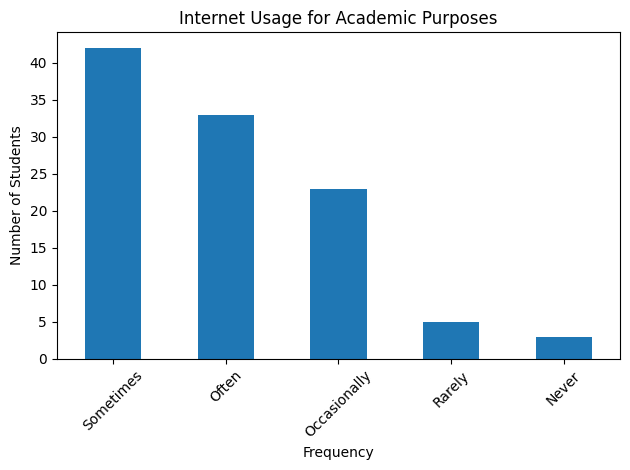 Internet Usage for Academic Purposes
Number of Students
40
35
30
25
20
15
10
5
0
Sometimes
Often
Occasionally
Rarely
Never
Frequency